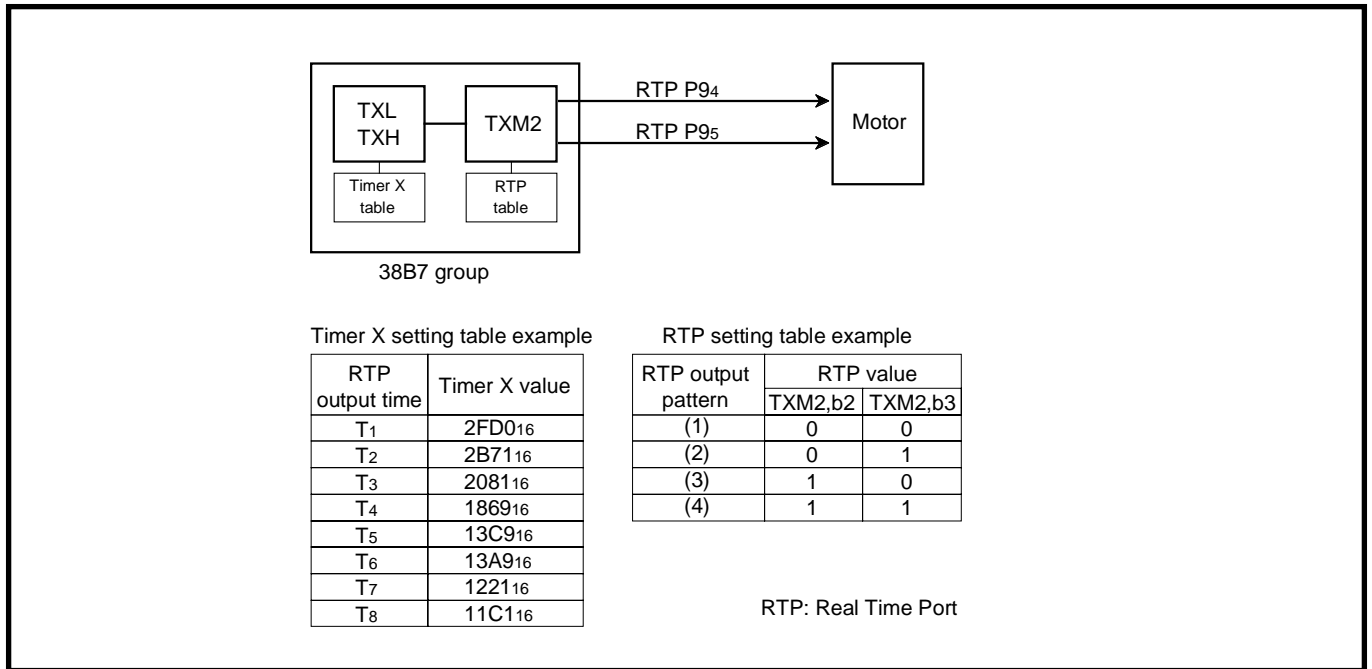 TXL
TXH
TXM2
RTP P94
RTP P95
Motor
Timer X
table
RTP
table
38B7 group
Timer X setting table example
RTP
output time
Timer X value
T1 2FD016
T2 2B7116
T3 208116
T4 186916
T5 13C916
T6 13A916
T7 122116
T8 11C116
RTP setting table example
RTP output
pattern
RTP value
TXM2,b2 TXM2,b3
(1) 0 0
(2) 0 1
(3) 1 0
(4) 1 1
RTP: Real Time Port